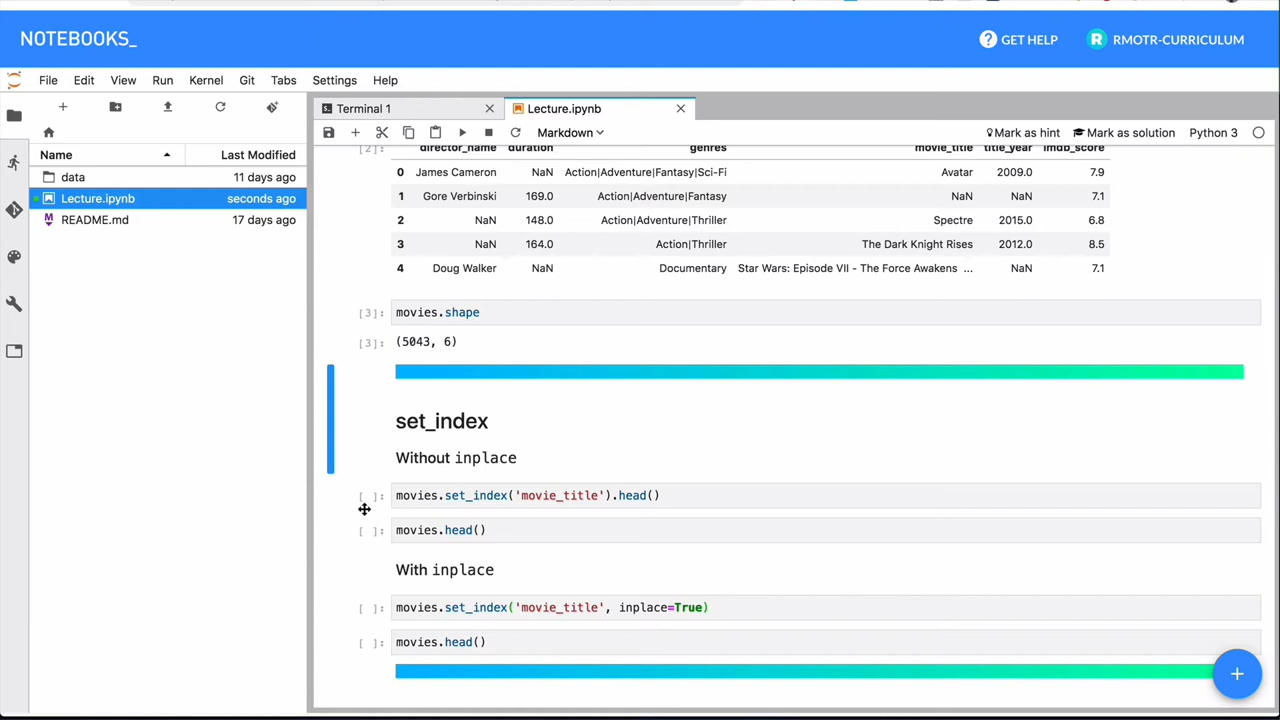 NOTEBOOKS_
GET HELP
R RMOTR-CURRICULUM
File Edit View Run Kernel Git Tabs Settings Help
Terminal 1
Lecture.ipynb
Markdown
Mark as hint
Mark as solution
Python 3
Name Last Modified
data 11 days ago
Lecture.ipynb seconds ago
README.md 17 days ago
[2]: director_name duration genres movie_title title_year imdb_score
0 James Cameron NaN Action|Adventure|Fantasy|Sci-Fi Avatar 2009.0 7.9
1 Gore Verbinski 169.0 Action|Adventure|Fantasy NaN NaN 7.1
2 NaN 148.0 Action|Adventure|Thriller Spectre 2015.0 6.8
3 NaN 164.0 Action|Thriller The Dark Knight Rises 2012.0 8.5
4 Doug Walker NaN Documentary Star Wars: Episode VII - The Force Awakens ... NaN 7.1
[3]: movies.shape
[3]: (5043, 6)
set_index
Without inplace
[ ]: movies.set_index('movie_title').head()
[ ]: movies.head()
With inplace
[ ]: movies.set_index('movie_title', inplace=True)
[ ]: movies.head()